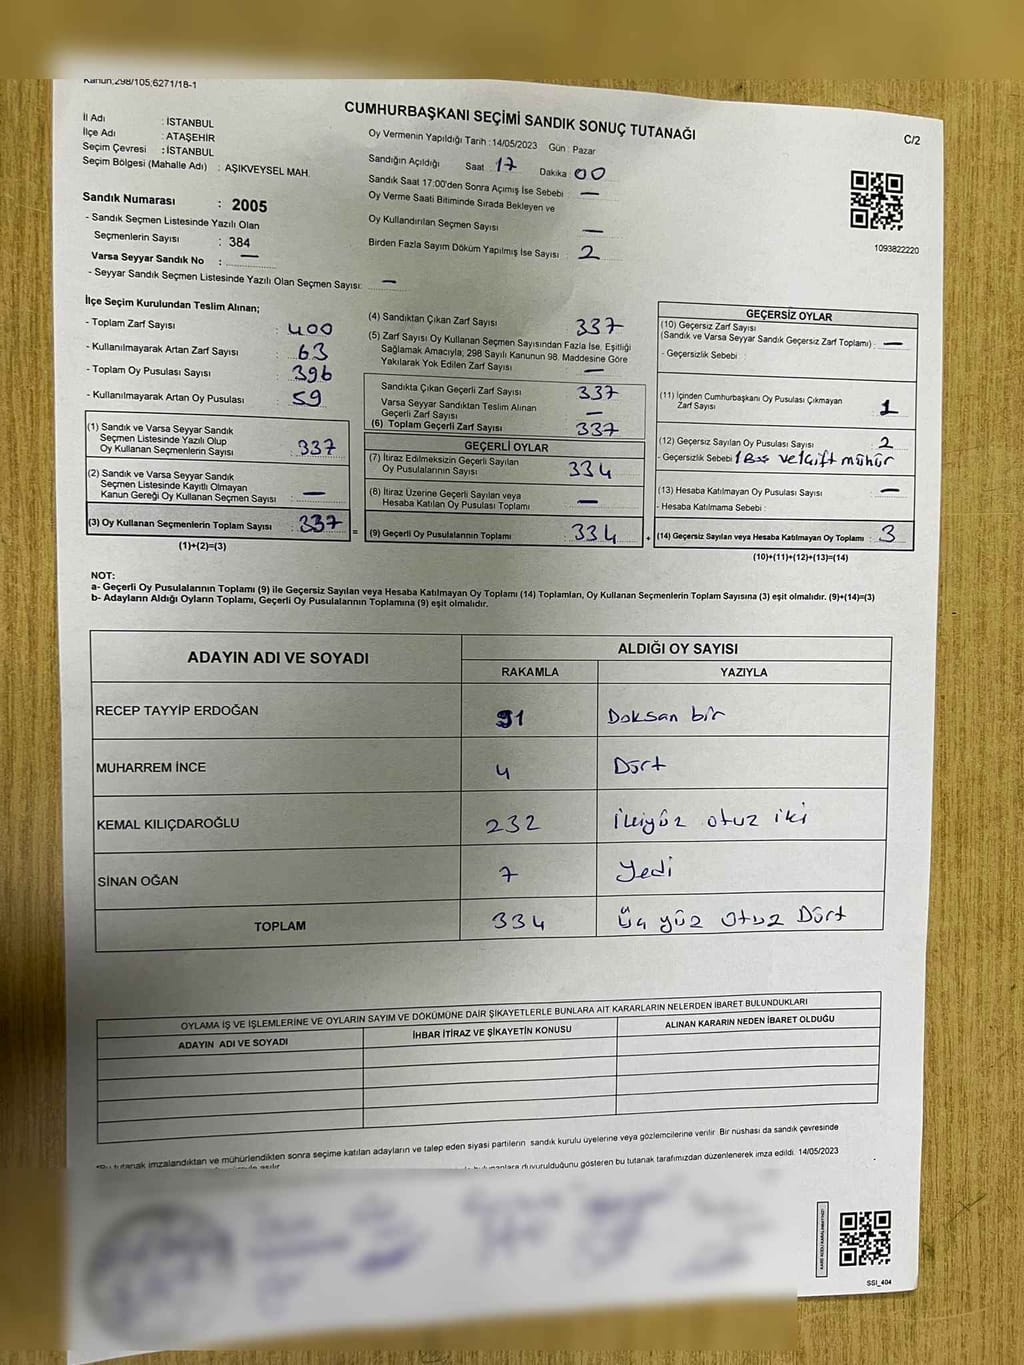 Kanun;298/105;6271/18-1
CUMHURBAŞKANI SEÇİMİ SANDIK SONUÇ TUTANAĞI
C/2
İl Adı : İSTANBUL
İlçe Adı : ATAŞEHİR
Seçim Çevresi : İSTANBUL
Seçim Bölgesi (Mahalle Adı) : AŞIKVEYSEL MAH.
Sandık Numarası : 2005
- Sandık Seçmen Listesinde Yazılı Olan
Seçmenlerin Sayısı : 384
Varsa Seyyar Sandık No : —
- Seyyar Sandık Seçmen Listesinde Yazılı Olan Seçmen Sayısı: —
Oy Vermenin Yapıldığı Tarih : 14/05/2023 Gün : Pazar
Sandığın Açıldığı Saat 17 Dakika : 00
Sandık Saat 17:00'den Sonra Açımış İse Sebebi : —
Oy Verme Saati Bitiminde Sırada Bekleyen ve
Oy Kullandırılan Seçmen Sayısı —
Birden Fazla Sayım Döküm Yapılmış İse Sayısı : 2
1093822220
İlçe Seçim Kurulundan Teslim Alınan;
- Toplam Zarf Sayısı : 400
- Kullanılmayarak Artan Zarf Sayısı : 63
- Toplam Oy Pusulası Sayısı : 396
- Kullanılmayarak Artan Oy Pusulası : 59
(1) Sandık ve Varsa Seyyar Sandık
Seçmen Listesinde Yazılı Olup
Oy Kullanan Seçmenlerin Sayısı : 337
(2) Sandık ve Varsa Seyyar Sandık
Seçmen Listesinde Kayıtlı Olmayan
Kanun Gereği Oy Kullanan Seçmen Sayısı : —
(3) Oy Kullanan Seçmenlerin Toplam Sayısı : 337 =
(1)+(2)=(3)
(4) Sandıktan Çıkan Zarf Sayısı 337
(5) Zarf Sayısı Oy Kullanan Seçmen Sayısından Fazla İse, Eşitliği
Sağlamak Amacıyla, 298 Sayılı Kanunun 98. Maddesine Göre
Yakılarak Yok Edilen Zarf Sayısı : —
Sandıkta Çıkan Geçerli Zarf Sayısı : 337
Varsa Seyyar Sandıktan Teslim Alınan
Geçerli Zarf Sayısı : —
(6) Toplam Geçerli Zarf Sayısı : 337
GEÇERLİ OYLAR
(7) İtiraz Edilmeksizin Geçerli Sayılan
Oy Pusulalarının Sayısı : 334
(8) İtiraz Üzerine Geçerli Sayılan veya
Hesaba Katılan Oy Pusulası Toplamı : —
(9) Geçerli Oy Pusulalarının Toplamı : 334 +
GEÇERSİZ OYLAR
(10) Geçersiz Zarf Sayısı
(Sandık ve Varsa Seyyar Sandık Geçersiz Zarf Toplamı) : —
- Geçersizlik Sebebi :
(11) İçinden Cumhurbaşkanı Oy Pusulası Çıkmayan
Zarf Sayısı : 1
(12) Geçersiz Sayılan Oy Pusulası Sayısı : 2
- Geçersizlik Sebebi : 1 Boş ve 1 çift mühür
(13) Hesaba Katılmayan Oy Pusulası Sayısı : —
- Hesaba Katılmama Sebebi :
(14) Geçersiz Sayılan veya Hesaba Katılmayan Oy Toplamı : 3
(10)+(11)+(12)+(13)=(14)
NOT:
a- Geçerli Oy Pusulalarının Toplamı (9) ile Geçersiz Sayılan veya Hesaba Katılmayan Oy Toplamı (14) Toplamları, Oy Kullanan Seçmenlerin Toplam Sayısına (3) eşit olmalıdır. (9)+(14)=(3)
b- Adayların Aldığı Oyların Toplamı, Geçerli Oy Pusulalarının Toplamına (9) eşit olmalıdır.
ADAYIN ADI VE SOYADI ALDIĞI OY SAYISI
RAKAMLA YAZIYLA
RECEP TAYYİP ERDOĞAN 91 Doksan bir
MUHARREM İNCE 4 Dört
KEMAL KILIÇDAROĞLU 232 İkiyüz otuz iki
SİNAN OĞAN 7 Yedi
TOPLAM 334 Üç yüz otuz Dört
OYLAMA İŞ VE İŞLEMLERİNE VE OYLARIN SAYIM VE DÖKÜMÜNE DAİR ŞİKAYETLERLE BUNLARA AİT KARARLARIN NELERDEN İBARET BULUNDUKLARI
ADAYIN ADI VE SOYADI İHBAR İTİRAZ VE ŞİKAYETİN KONUSU ALINAN KARARIN NEDEN İBARET OLDUĞU
*Bu tutanak imzalandıktan ve mühürlendikten sonra seçime katılan adayların ve talep eden siyasi partilerin sandık kurulu üyelerine veya gözlemcilerine verilir. Bir nüshası da sandık çevresinde
duyurulduğunu gösteren bu tutanak tarafımızdan düzenlenerek imza edildi. 14/05/2023
SSİ_404